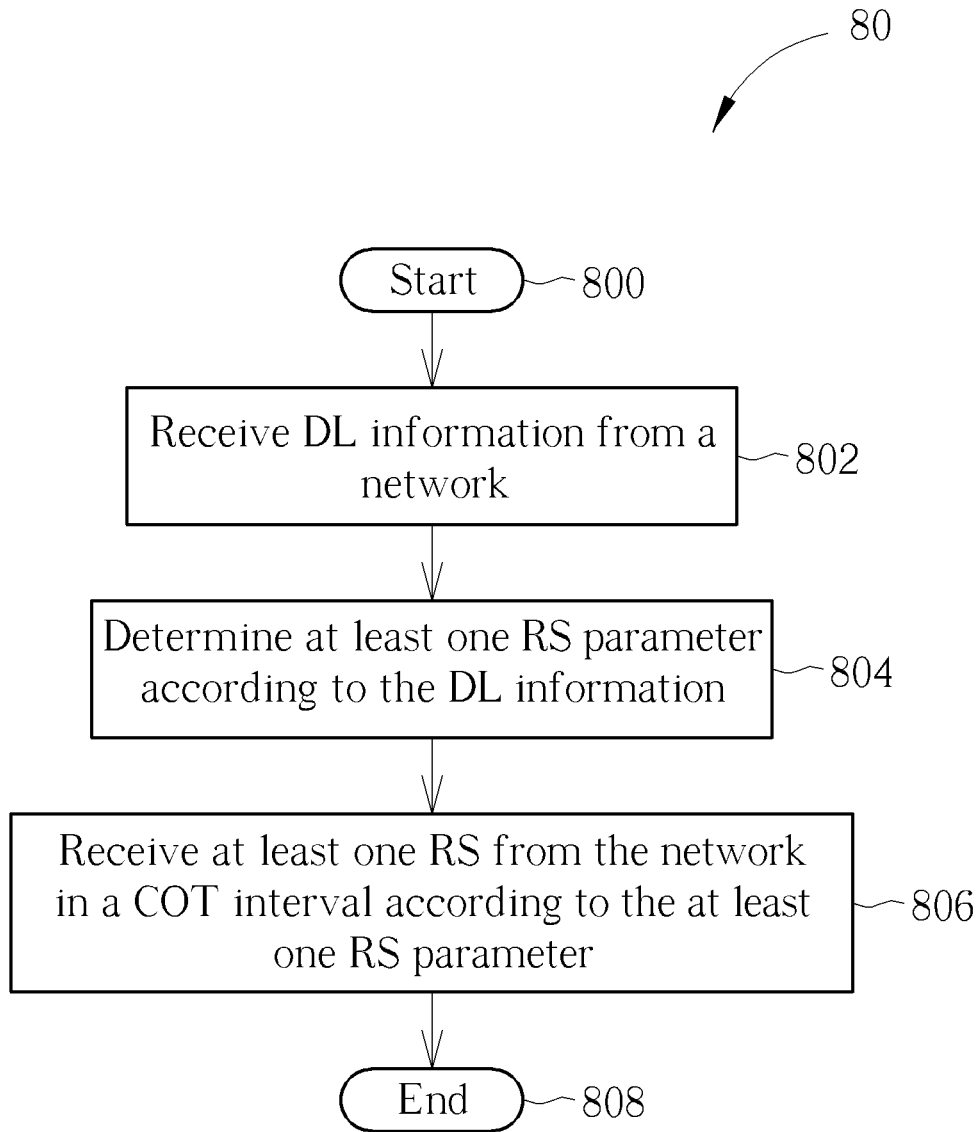 80
Start
800
Receive DL information from a
network
802
Determine at least one RS parameter
according to the DL information
804
Receive at least one RS from the network
in a COT interval according to the at least
one RS parameter
806
End
808